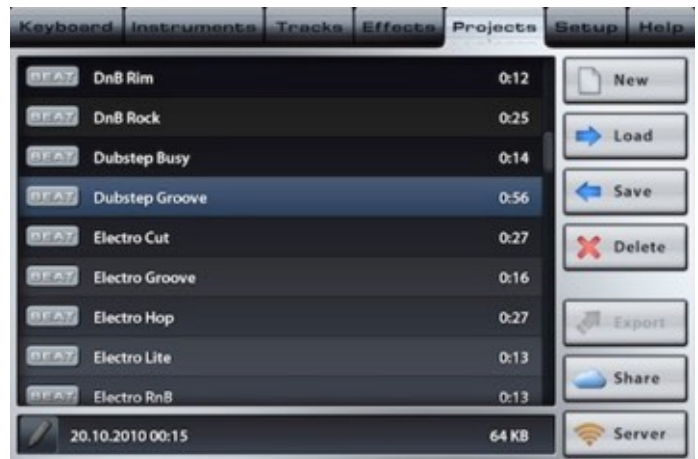 Keyboard Instruments Tracks Effects Projects Setup Help
BEAT DnB Rim 0:12
BEAT DnB Rock 0:25
BEAT Dubstep Busy 0:14
BEAT Dubstep Groove 0:56
BEAT Electro Cut 0:27
BEAT Electro Groove 0:16
BEAT Electro Hop 0:27
BEAT Electro Lite 0:13
BEAT Electro RnB 0:13
20.10.2010 00:15 64 KB
New
Load
Save
Delete
Export
Share
Server